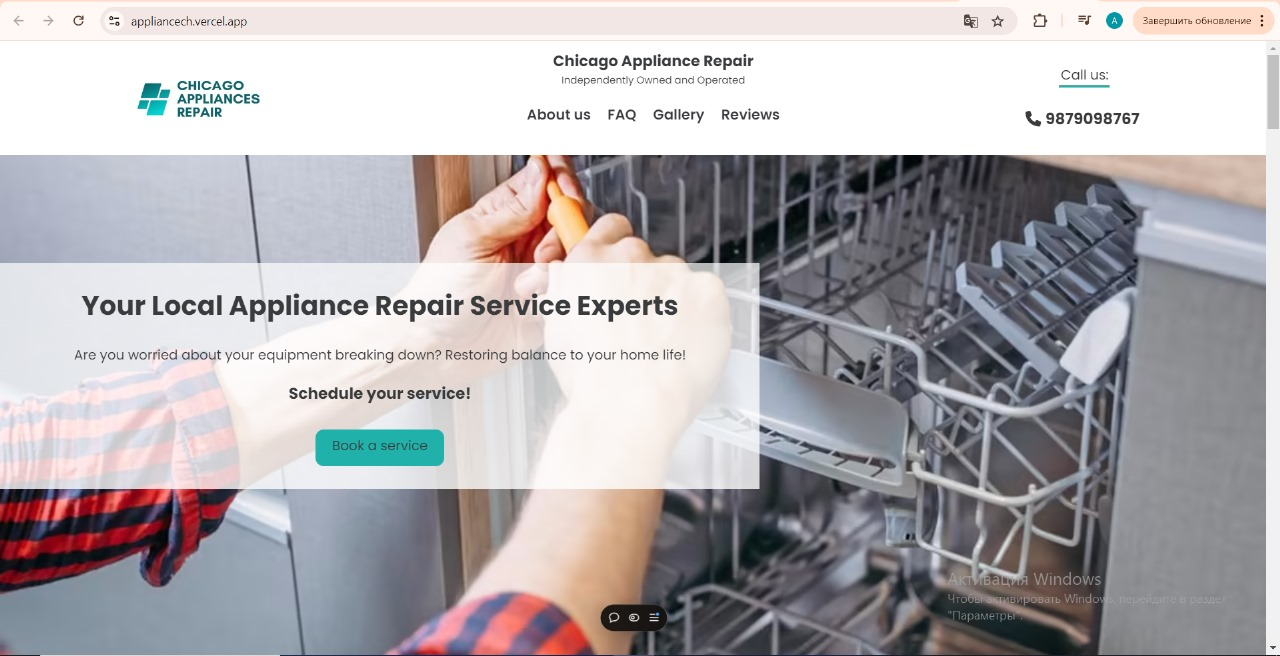 appliancech.vercel.app
A
Завершить обновление
CHICAGO
APPLIANCES
REPAIR
Chicago Appliance Repair
Independently Owned and Operated
About us FAQ Gallery Reviews
Call us:
9879098767
Your Local Appliance Repair Service Experts
Are you worried about your equipment breaking down? Restoring balance to your home life!
Schedule your service!
Book a service
Активация Windows
Чтобы активировать Windows, перейдите в раздел
"Параметры".